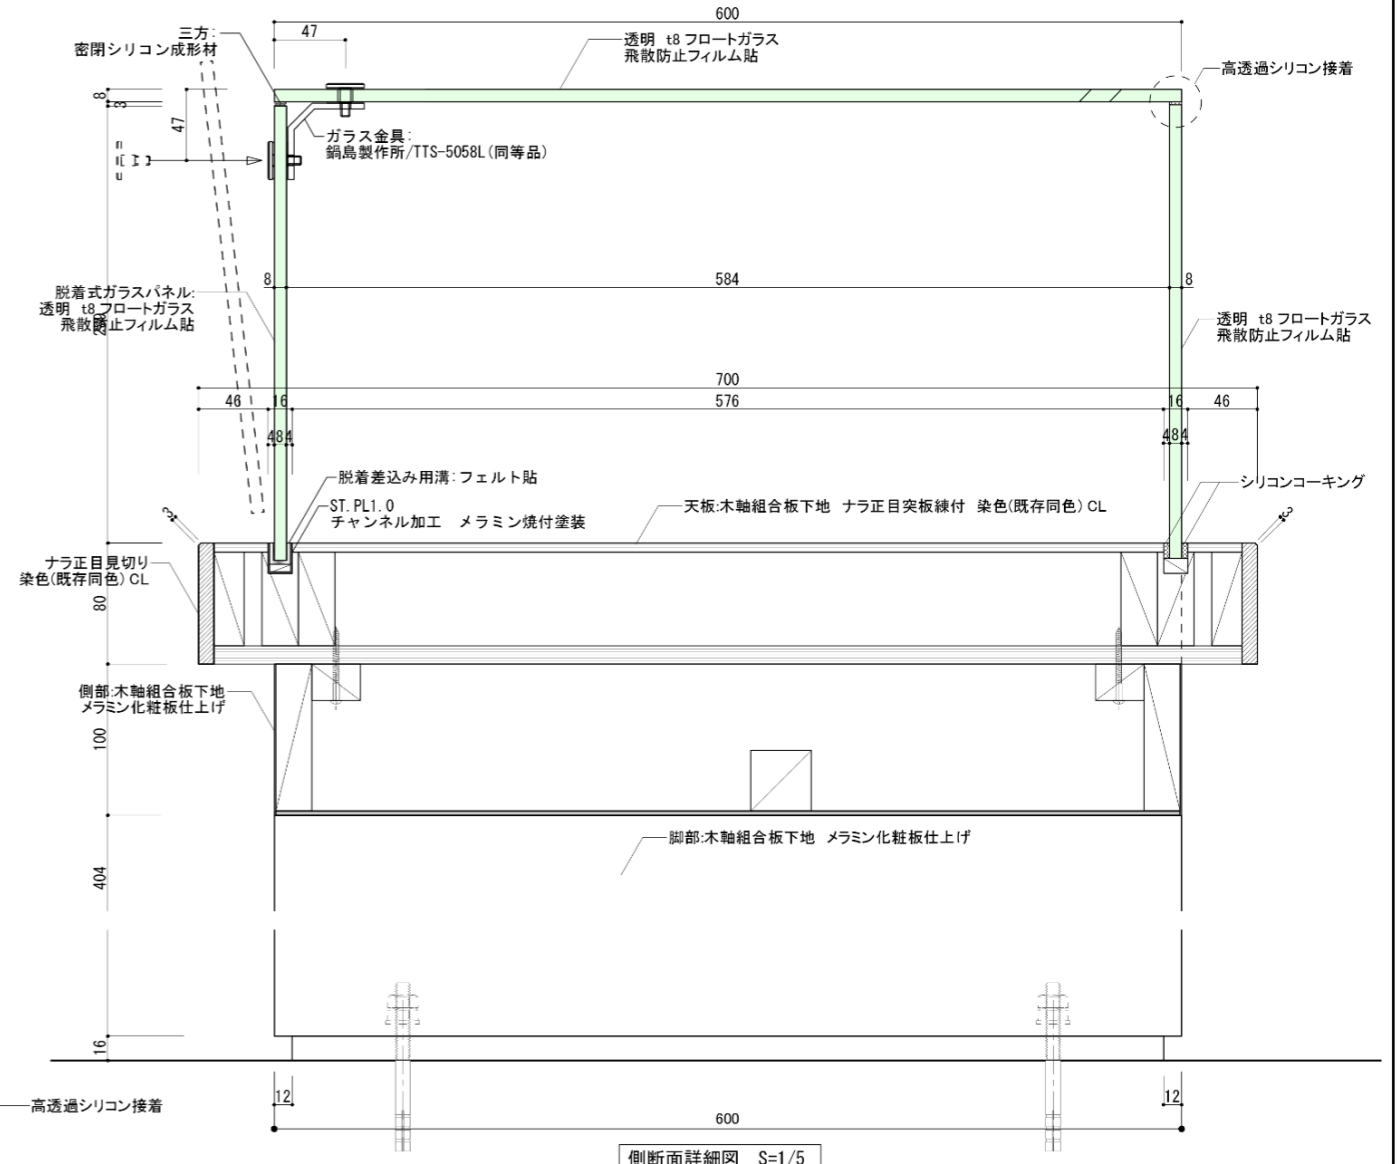 600
三方:
密閉シリコン成形材
47
透明 t8 フロートガラス
飛散防止フィルム貼
高透過シリコン接着
8
3
47
ガラス金具:
鍋島製作所/TTS-5058L(同等品)
脱着式ガラスパネル:
透明 t8 フロートガラス
飛散防止フィルム貼
8
584
8
透明 t8 フロートガラス
飛散防止フィルム貼
700
46
16
576
16
46
484
484
脱着差込み用溝:フェルト貼
ST.PL1.0
チャンネル加工 メラミン焼付塗装
天板:木軸組合板下地 ナラ正目突板練付 染色(既存同色)CL
シリコンコーキング
3
3
ナラ正目見切り
染色(既存同色)CL
80
側部:木軸組合板下地
メラミン化粧板仕上げ
100
脚部:木軸組合板下地 メラミン化粧板仕上げ
404
16
高透過シリコン接着
12
12
600
側断面詳細図 S=1/5